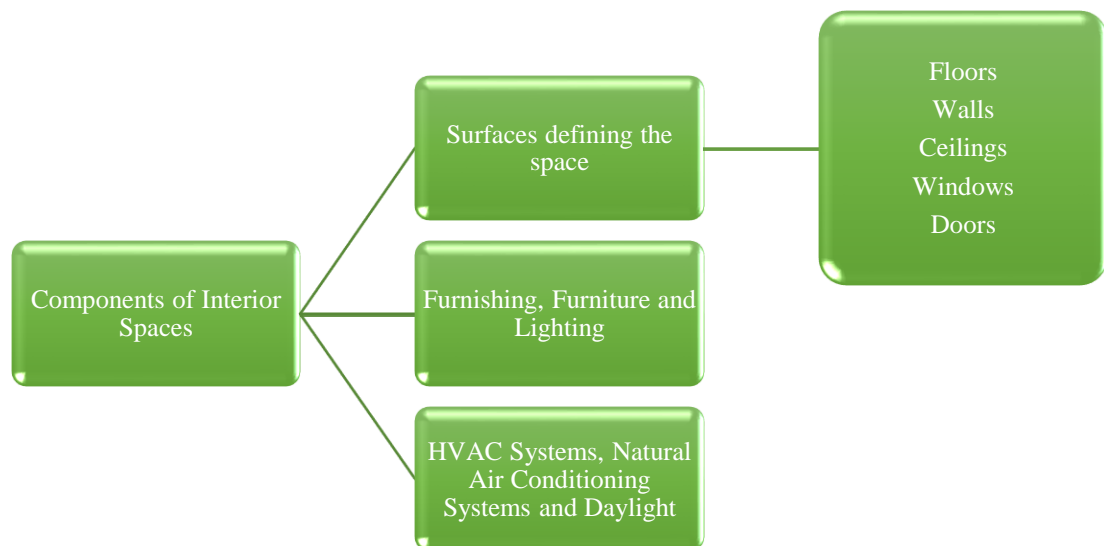 Components of Interior
Spaces
Surfaces defining the
space
Floors
Walls
Ceilings
Windows
Doors
Furnishing, Furniture and
Lighting
HVAC Systems, Natural
Air Conditioning
Systems and Daylight